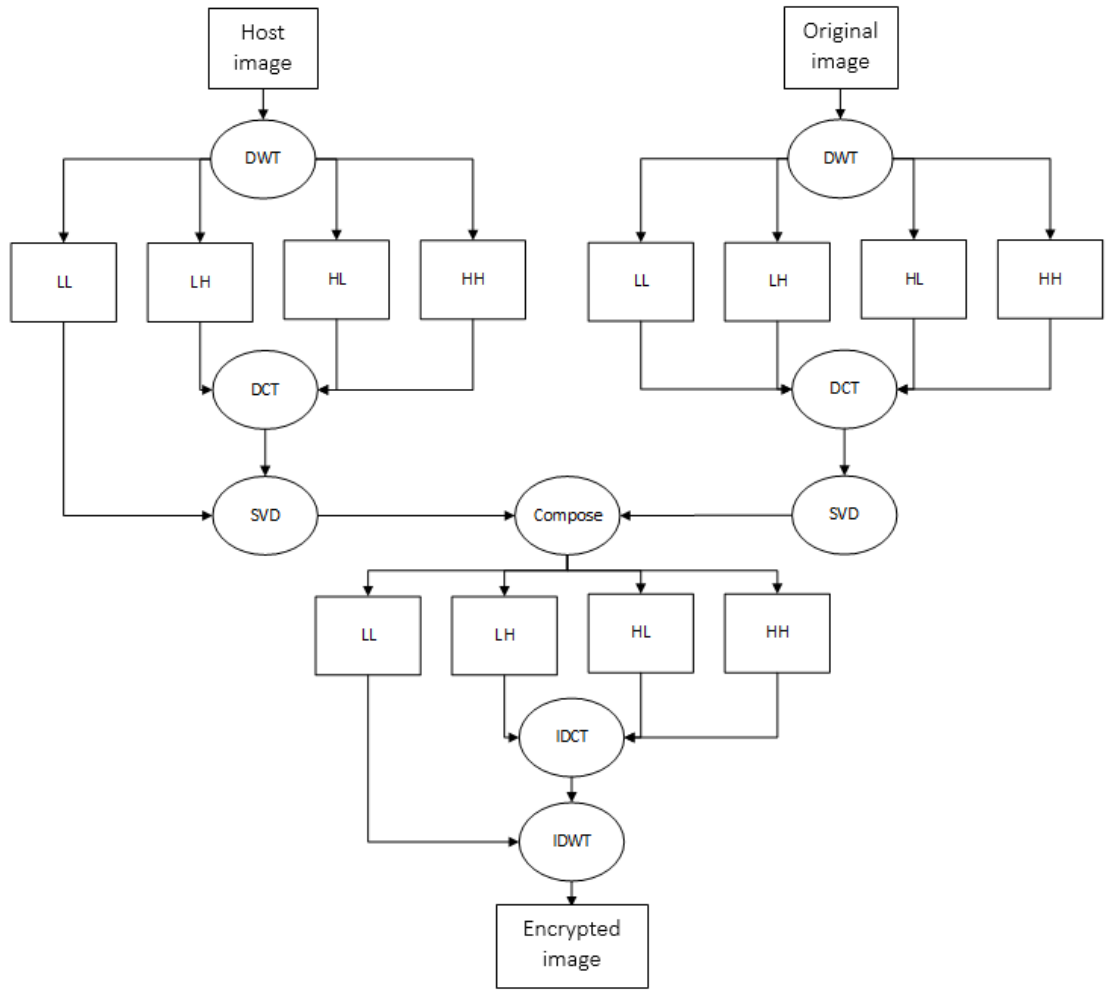 Host
image
Original
image
DWT
DWT
LL
LH
HL
HH
LL
LH
HL
HH
DCT
DCT
SVD
Compose
SVD
LL
LH
HL
HH
IDCT
IDWT
Encrypted
image